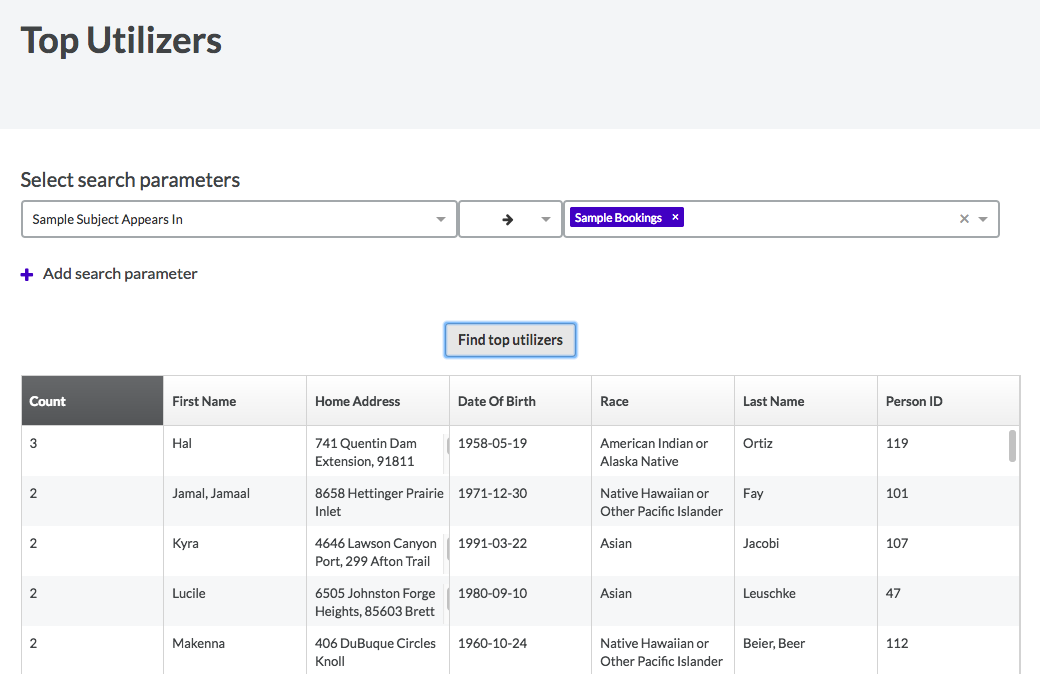 Top Utilizers
Select search parameters
Sample Subject Appears In
Sample Bookings ×
Add search parameter
Find top utilizers
Count First Name Home Address Date Of Birth Race Last Name Person ID
3 Hal 741 Quentin Dam 1958-05-19 American Indian or Ortiz 119
Extension, 91811 Alaska Native
2 Jamal, Jamaal 8658 Hettinger Prairie 1971-12-30 Native Hawaiian or Fay 101
Inlet Other Pacific Islander
2 Kyra 4646 Lawson Canyon 1991-03-22 Asian Jacobi 107
Port, 299 Afton Trail
2 Lucile 6505 Johnston Forge 1980-09-10 Asian Leuschke 47
Heights, 85603 Brett
2 Makenna 406 DuBuque Circles 1960-10-24 Native Hawaiian or Beier, Beer 112
Knoll Other Pacific Islander